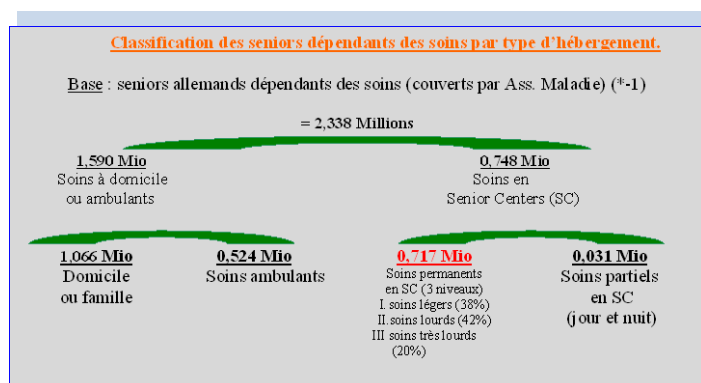 Classification des seniors dépendants des soins par type d'hébergement.
Base : seniors allemands dépendants des soins (couverts par Ass. Maladie) (*-1)
= 2,338 Millions
1,590 Mio
Soins à domicile
ou ambulants
0,748 Mio
Soins en
Senior Centers (SC)
1,066 Mio
Domicile
ou famille
0,524 Mio
Soins ambulants
0,717 Mio
Soins permanents
en SC (3 niveaux)
I. soins légers (38%)
II. soins lourds (42%)
III soins très lourds
(20%)
0,031 Mio
Soins partiels
en SC
(jour et nuit)